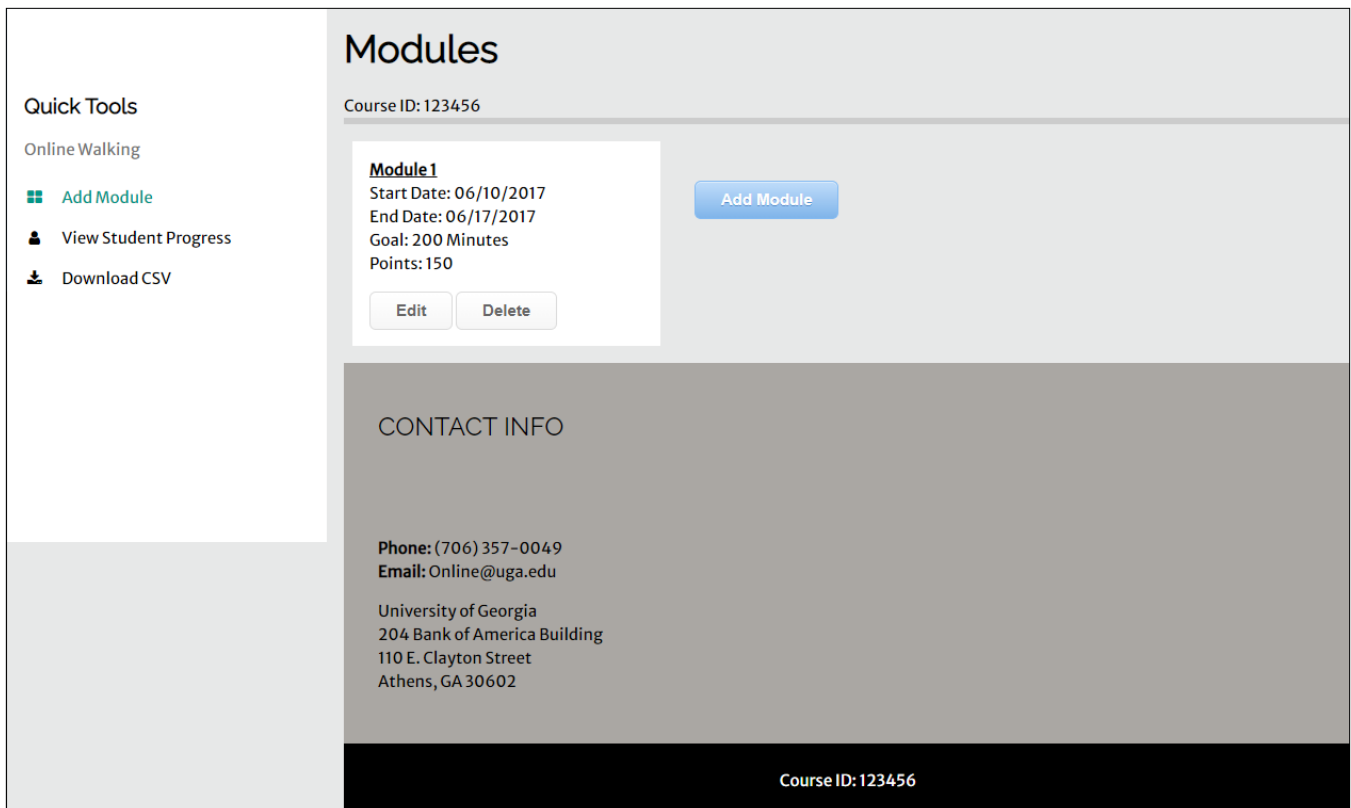 Quick Tools
Online Walking
Add Module
View Student Progress
Download CSV
Modules
Course ID: 123456
Module 1
Start Date: 06/10/2017
End Date: 06/17/2017
Goal: 200 Minutes
Points: 150
Edit Delete
Add Module
CONTACT INFO
Phone: (706) 357-0049
Email: Online@uga.edu
University of Georgia
204 Bank of America Building
110 E. Clayton Street
Athens, GA 30602
Course ID: 123456